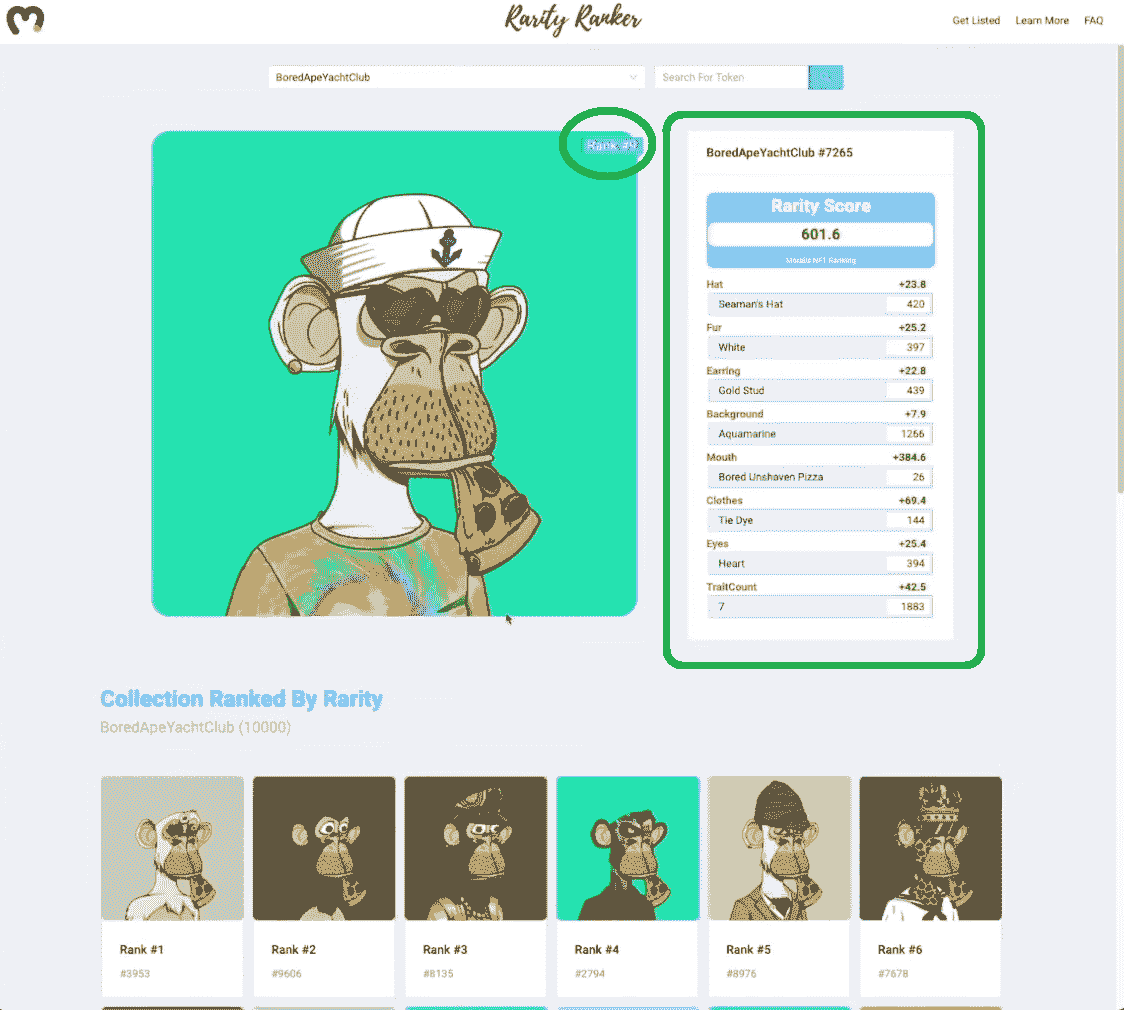 Rarity Ranker
Get Listed Learn More FAQ
BoredApeYachtClub
Search For Token
Rank #9
BoredApeYachtClub #7265
Rarity Score
601.6
Moralis NFT Ranking
Hat +23.8
Seaman's Hat 420
Fur +25.2
White 397
Earring +22.8
Gold Stud 439
Background +7.9
Aquamarine 1266
Mouth +384.6
Bored Unshaven Pizza 26
Clothes +69.4
Tie Dye 144
Eyes +25.4
Heart 394
TraitCount +42.5
7 1883
Collection Ranked By Rarity
BoredApeYachtClub (10000)
Rank #1 Rank #2 Rank #3 Rank #4 Rank #5 Rank #6
#3953 #9606 #8135 #2794 #8976 #7678